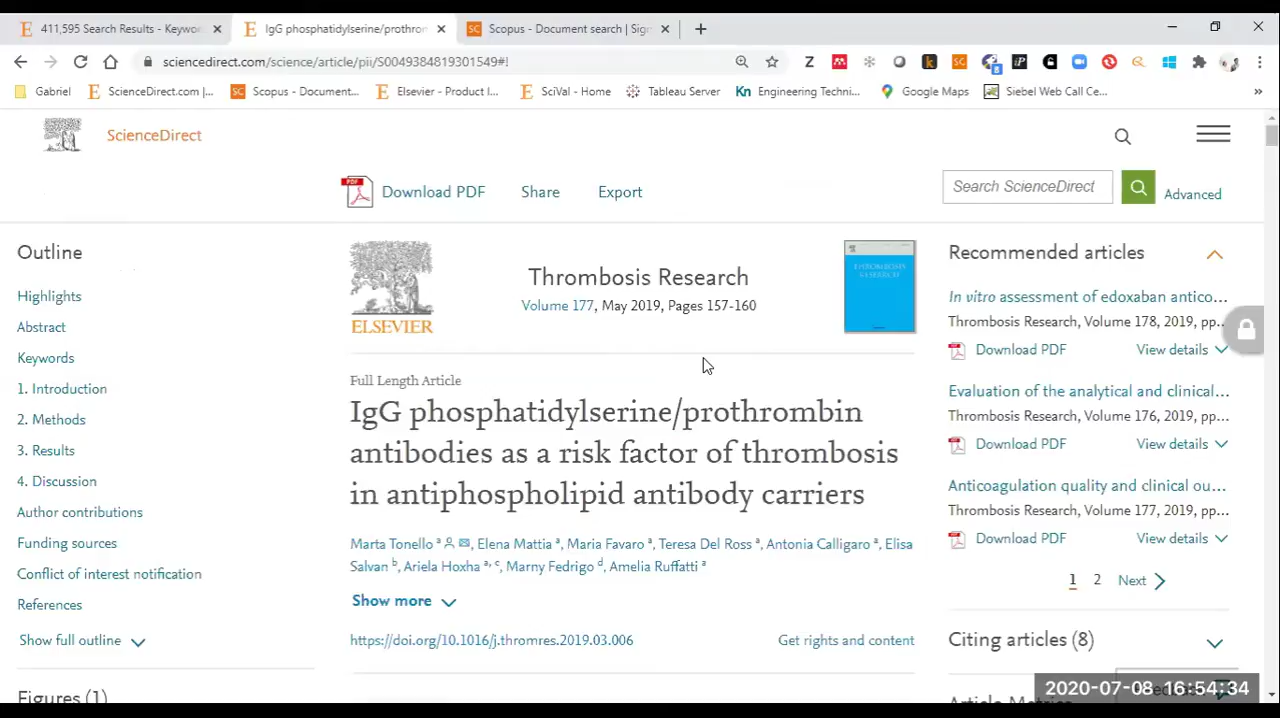 411,595 Search Results - Keywo
IgG phosphatidylserine/prothron
Scopus - Document search | Sig
sciencedirect.com/science/article/pii/S0049384819301549#!
Gabriel
ScienceDirect.com |...
Scopus - Document...
Elsevier - Product I...
SciVal - Home
Tableau Server
Kn Engineering Techni...
Google Maps
Siebel Web Call Ce...
ScienceDirect
Download PDF
Share
Export
Search ScienceDirect
Advanced
Outline
Highlights
Abstract
Keywords
1. Introduction
2. Methods
3. Results
4. Discussion
Author contributions
Funding sources
Conflict of interest notification
References
Show full outline
Figures (1)
ELSEVIER
Thrombosis Research
Volume 177, May 2019, Pages 157-160
Full Length Article
IgG phosphatidylserine/prothrombin
antibodies as a risk factor of thrombosis
in antiphospholipid antibody carriers
Marta Tonello a, Elena Mattia a, Maria Favaro a, Teresa Del Ross a, Antonia Calligaro a, Elisa
Salvan b, Ariela Hoxha a, c, Marny Fedrigo d, Amelia Ruffatti a
Show more
https://doi.org/10.1016/j.thromres.2019.03.006
Get rights and content
Recommended articles
In vitro assessment of edoxaban antico...
Thrombosis Research, Volume 178, 2019, pp...
Download PDF
View details
Evaluation of the analytical and clinical...
Thrombosis Research, Volume 176, 2019, pp...
Download PDF
View details
Anticoagulation quality and clinical ou...
Thrombosis Research, Volume 177, 2019, pp...
Download PDF
View details
1 2 Next
Citing articles (8)
2020-07-08 16:54:34